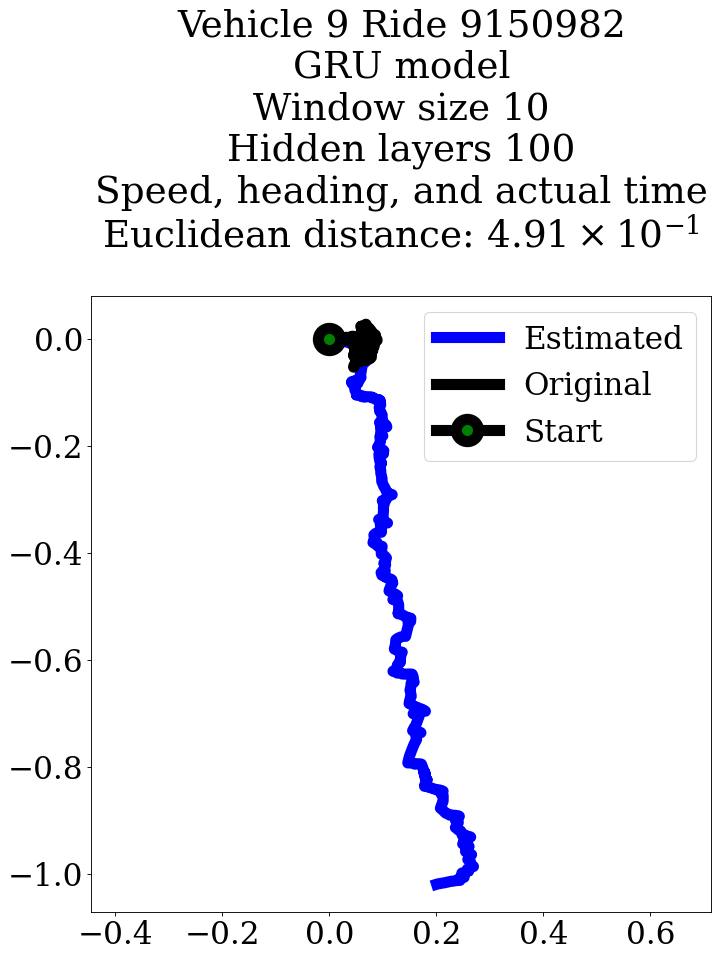 Vehicle 9 Ride 9150982
GRU model
Window size 10
Hidden layers 100
Speed, heading, and actual time
Euclidean distance: 4.91 × 10⁻¹
Estimated
Original
Start
0.0
−0.2
−0.4
−0.6
−0.8
−1.0
−0.4 −0.2 0.0 0.2 0.4 0.6